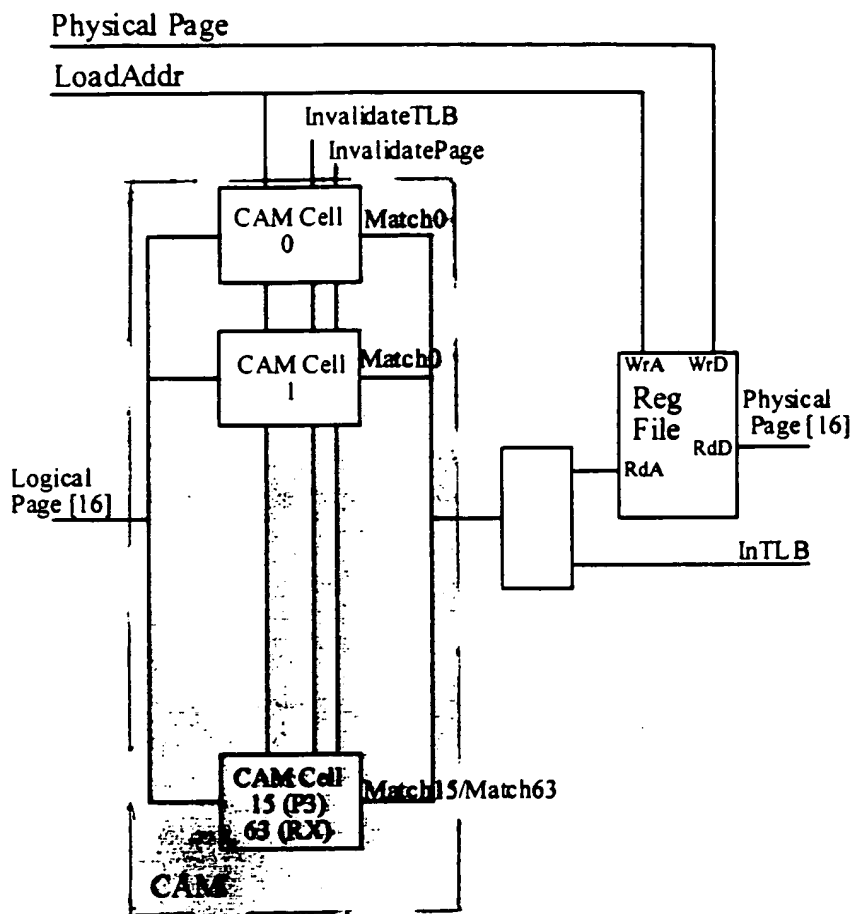 Physical Page
LoadAddr
InvalidateTLB
InvalidatePage
CAM Cell
0
Match0
CAM Cell
1
Match0
WrA WrD
Reg
File
RdD
RdA
Physical
Page [16]
Logical
Page [16]
InTLB
CAM Cell
15 (P3)
63 (RX)
Match15/Match63
CAM